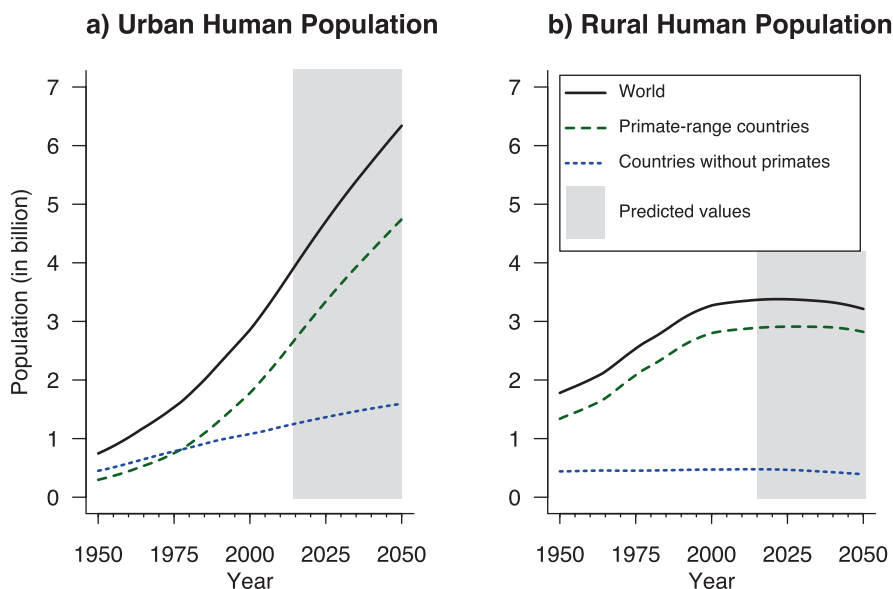 a) Urban Human Population
Population (in billion)
7
6
5
4
3
2
1
0
1950 1975 2000 2025 2050
Year
b) Rural Human Population
World
Primate-range countries
Countries without primates
Predicted values
7
6
5
4
3
2
1
0
1950 1975 2000 2025 2050
Year